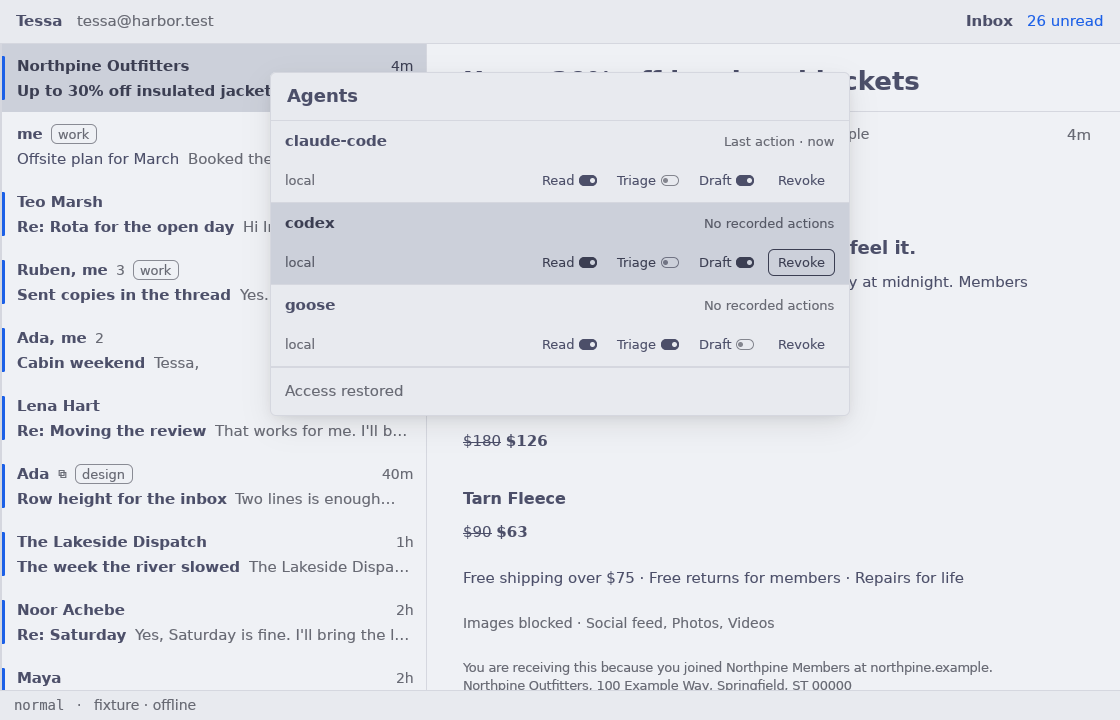 Tessa tessa@harbor.test
Inbox 26 unread
Northpine Outfitters 4m
Up to 30% off insulated jacket
me work
Offsite plan for March Booked the
Teo Marsh
Re: Rota for the open day Hi
Ruben, me 3 work
Sent copies in the thread Yes.
Ada, me 2
Cabin weekend Tessa,
Lena Hart
Re: Moving the review That works for me. I'll b…
Ada design 40m
Row height for the inbox Two lines is enough…
The Lakeside Dispatch 1h
The week the river slowed The Lakeside Dispa…
Noor Achebe 2h
Re: Saturday Yes, Saturday is fine. I'll bring the l…
Maya 2h
Agents
claude-code Last action · now
local Read Triage Draft Revoke
codex No recorded actions
local Read Triage Draft Revoke
goose No recorded actions
local Read Triage Draft Revoke
Access restored
ckets
ple 4m
feel it.
y at midnight. Members
$180 $126
Tarn Fleece
$90 $63
Free shipping over $75 · Free returns for members · Repairs for life
Images blocked · Social feed, Photos, Videos
You are receiving this because you joined Northpine Members at northpine.example.
Northpine Outfitters, 100 Example Way, Springfield, ST 00000
normal · fixture · offline